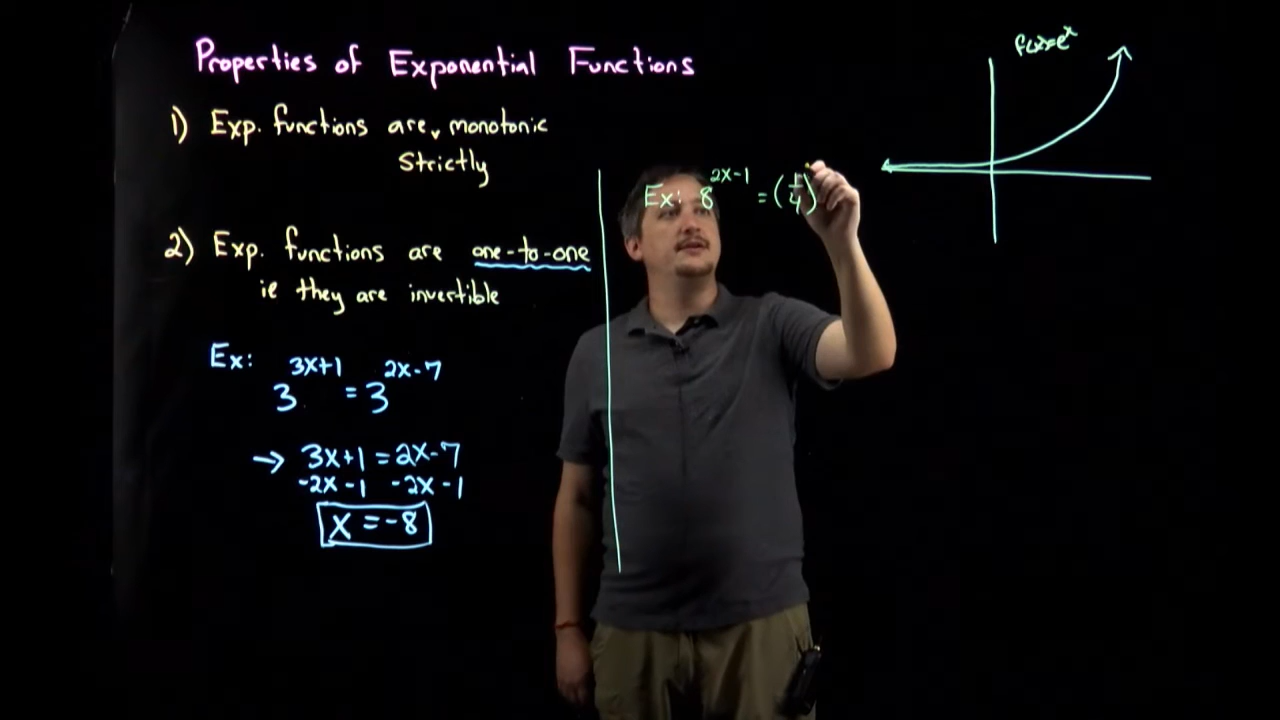 Properties of Exponential Functions
1) Exp. functions are, monotonic
Strictly
2) Exp. functions are one-to-one
ie they are invertible
Ex:
3^{3x+1} = 3^{2x-7}
→ 3x+1 = 2x-7
-2x -1 -2x -1
x = -8
Ex: 8^{2x-1} = (1/4)
f(x)=e^x